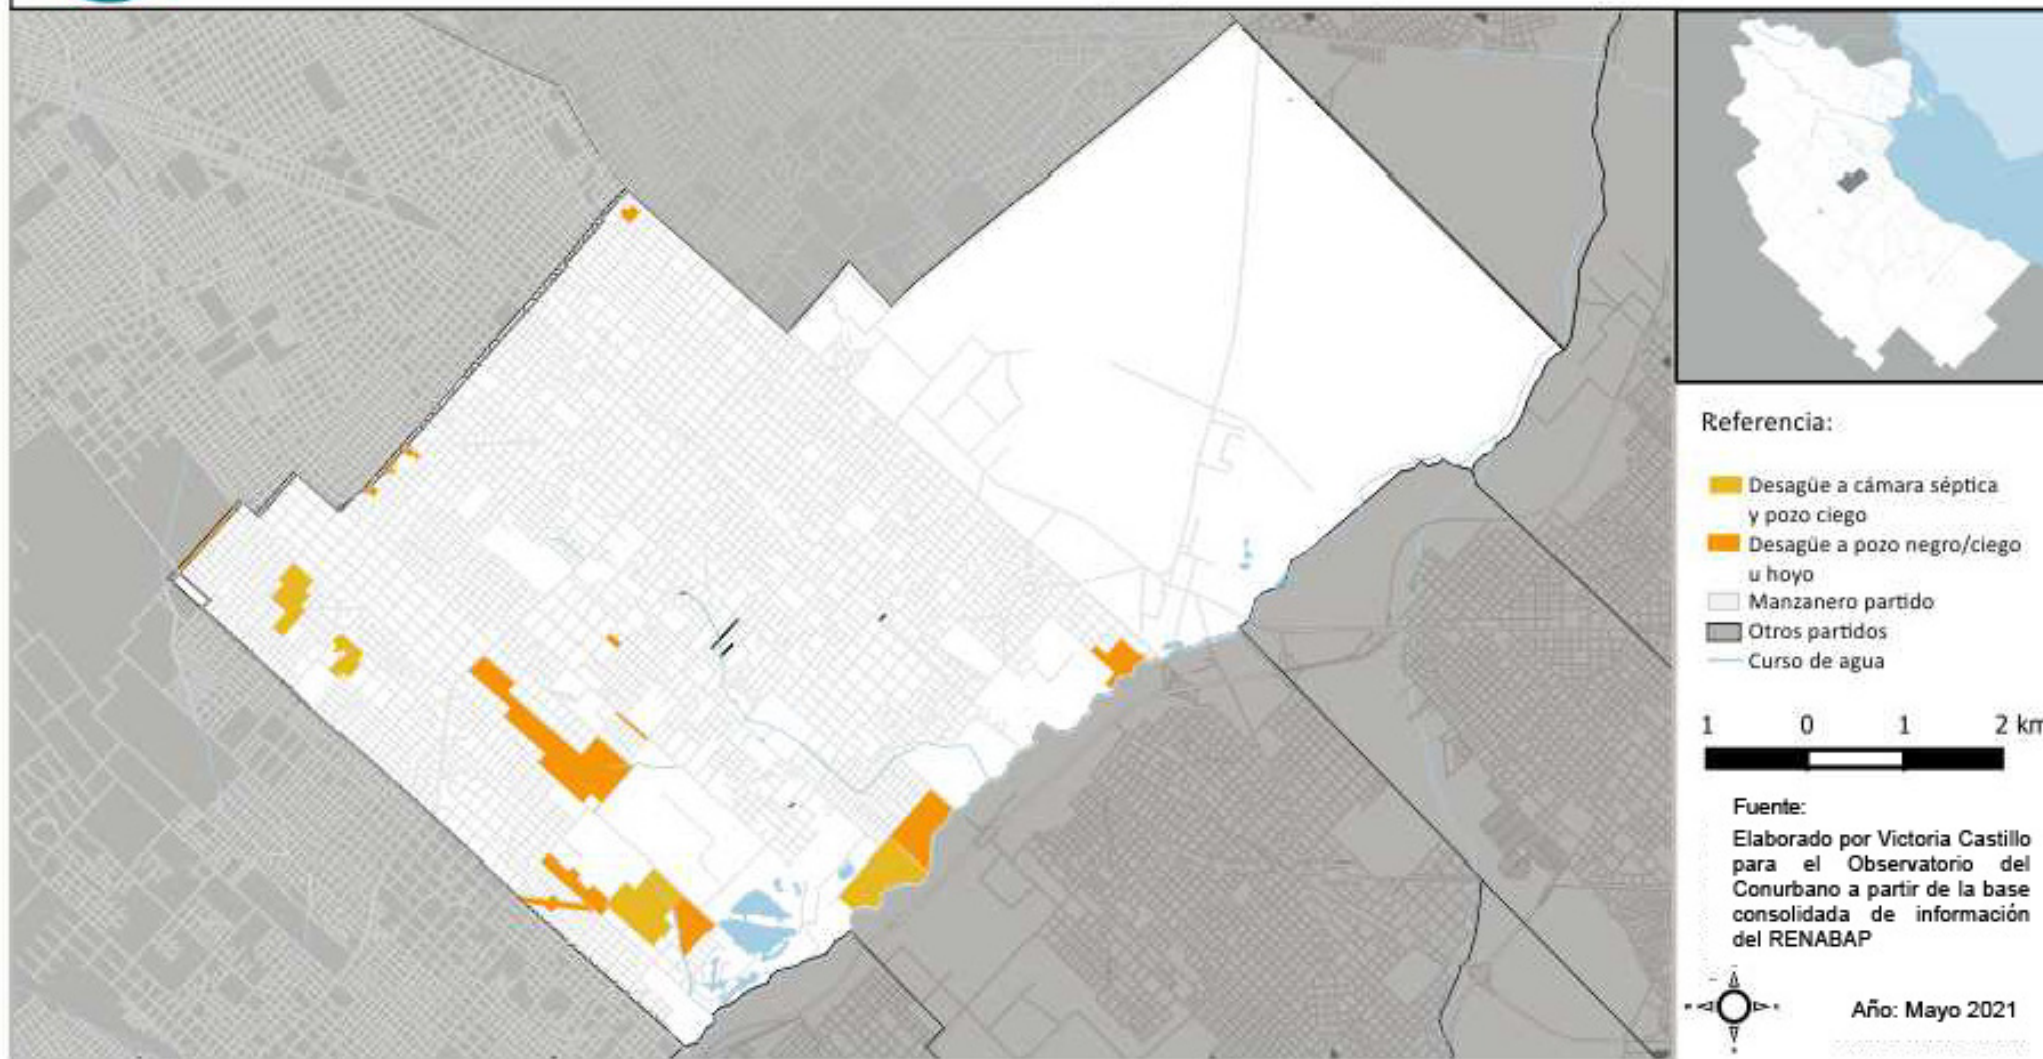 Referencia:
Desagüe a cámara séptica
y pozo ciego
Desagüe a pozo negro/ciego
u hoyo
Manzanero partido
Otros partidos
Curso de agua
1 0 1 2 km
Fuente:
Elaborado por Victoria Castillo
para el Observatorio del
Conurbano a partir de la base
consolidada de información
del RENABAP
Año: Mayo 2021